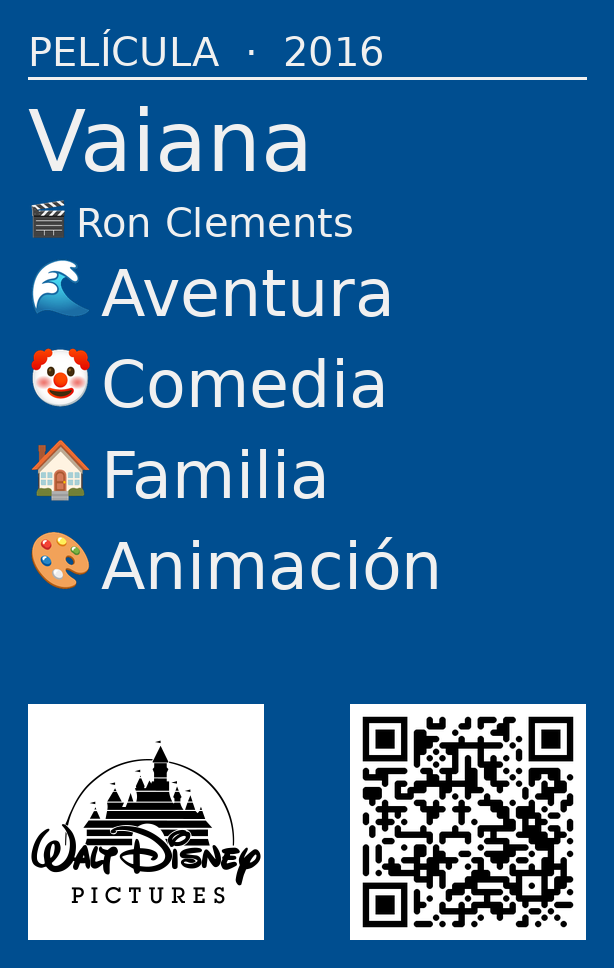 PELÍCULA · 2016
Vaiana
Ron Clements
Aventura
Comedia
Familia
Animación
Walt Disney
PICTURES